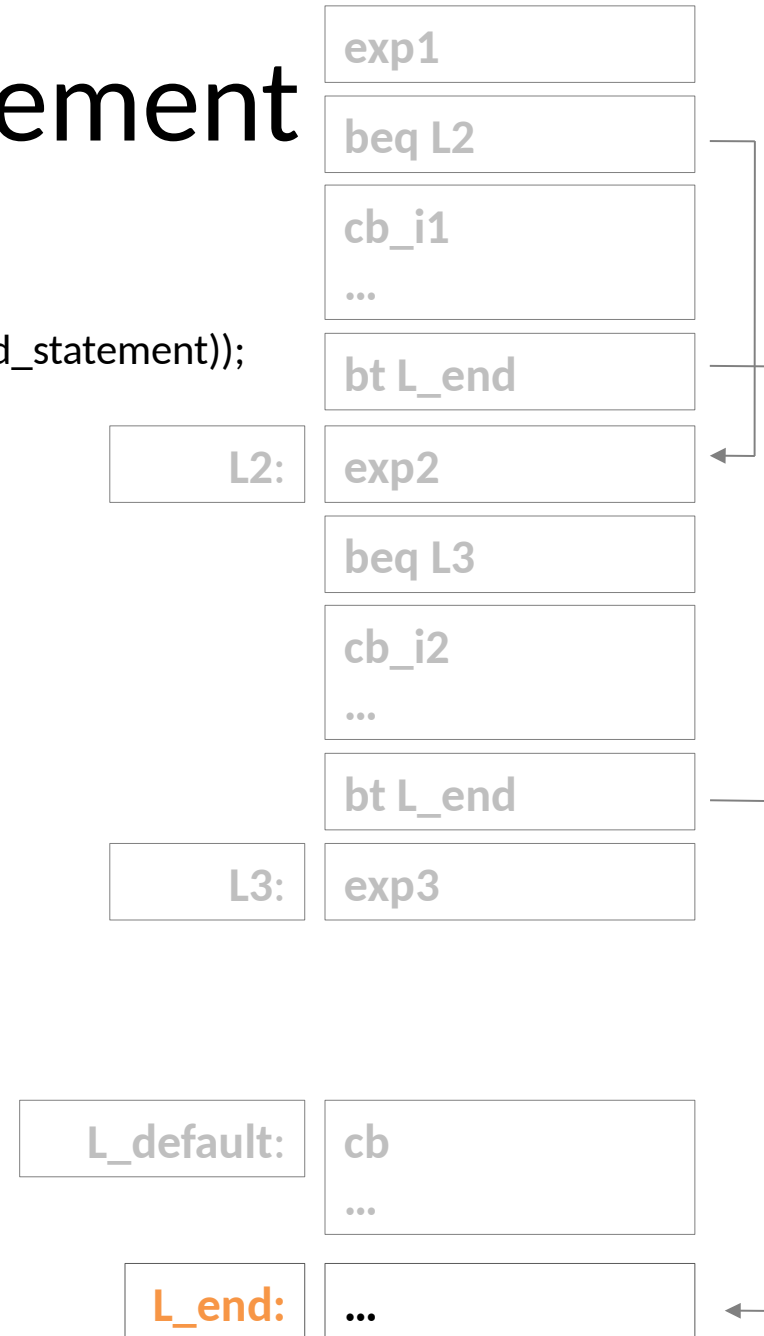 ement
d_statement));
exp1
beq L2
cb_i1
...
bt L_end
L2: exp2
beq L3
cb_i2
...
bt L_end
L3: exp3
L_default: cb
...
L_end: ...